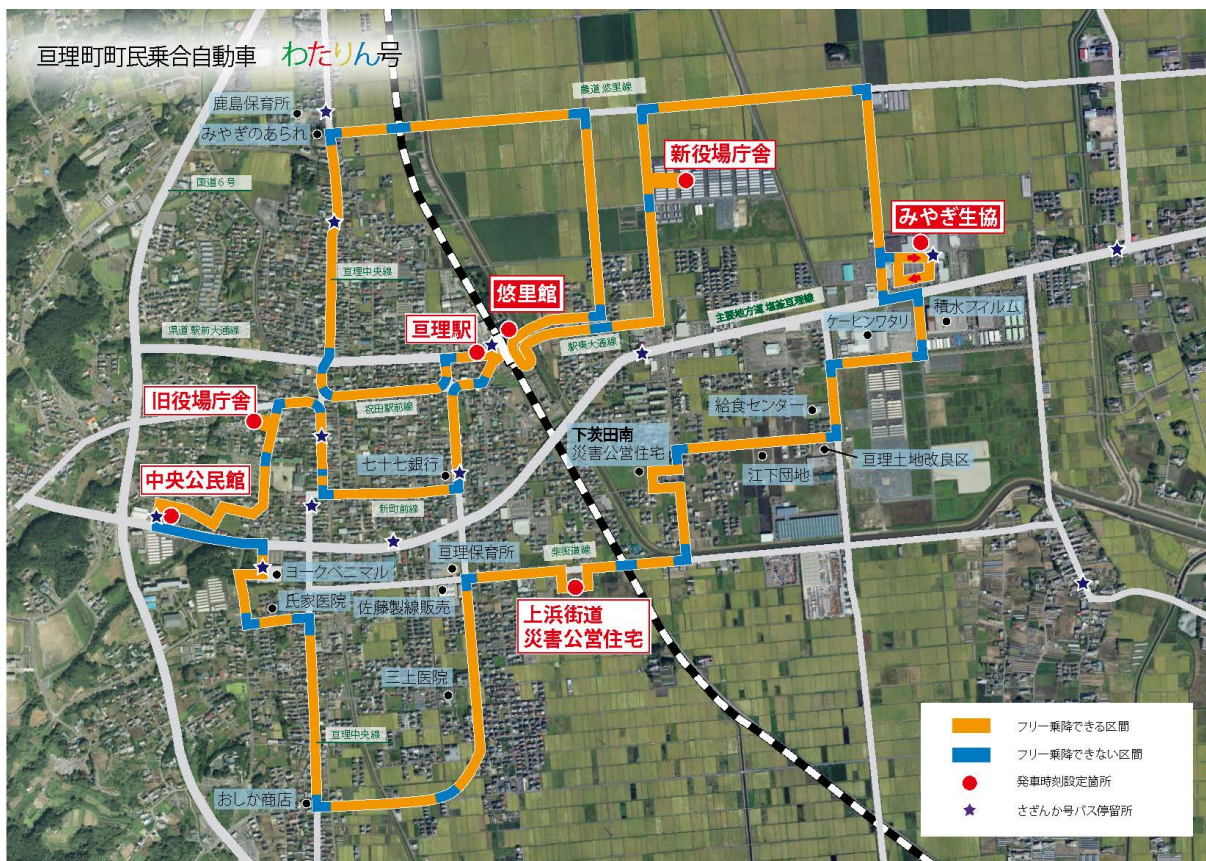 亘理町町民乗合自動車 わたりん号
鹿島保育所
みやぎのあられ
農道 悠里線
国道6号
新役場庁舎
みやぎ生協
亘理中央線
悠里館
主要地方道 塩釜亘理線
積水フィルム
県道 駅前大通線
亘理駅
駅東大通線
ケーヒンワタリ
旧役場庁舎
祝田駅前線
給食センター
下茨田南
災害公営住宅
亘理土地改良区
江下団地
中央公民館
七十七銀行
新町前線
亘理保育所
柴街道線
ヨークベニマル
氏家医院
佐藤製線販売
上浜街道
災害公営住宅
三上医院
亘理中央線
おしか商店
フリー乗降できる区間
フリー乗降できない区間
発車時刻設定箇所
さざんか号バス停留所